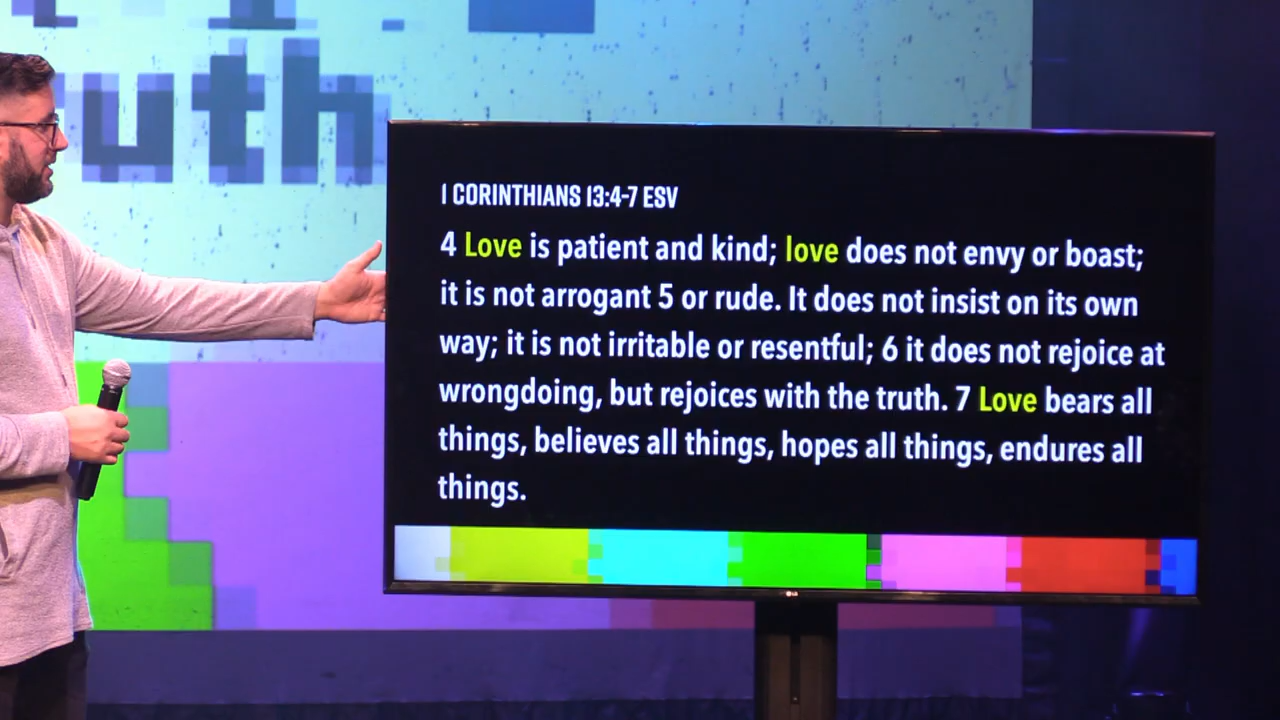 uth
1 CORINTHIANS 13:4-7 ESV
4 Love is patient and kind; love does not envy or boast;
it is not arrogant 5 or rude. It does not insist on its own
way; it is not irritable or resentful; 6 it does not rejoice at
wrongdoing, but rejoices with the truth. 7 Love bears all
things, believes all things, hopes all things, endures all
things.
LG